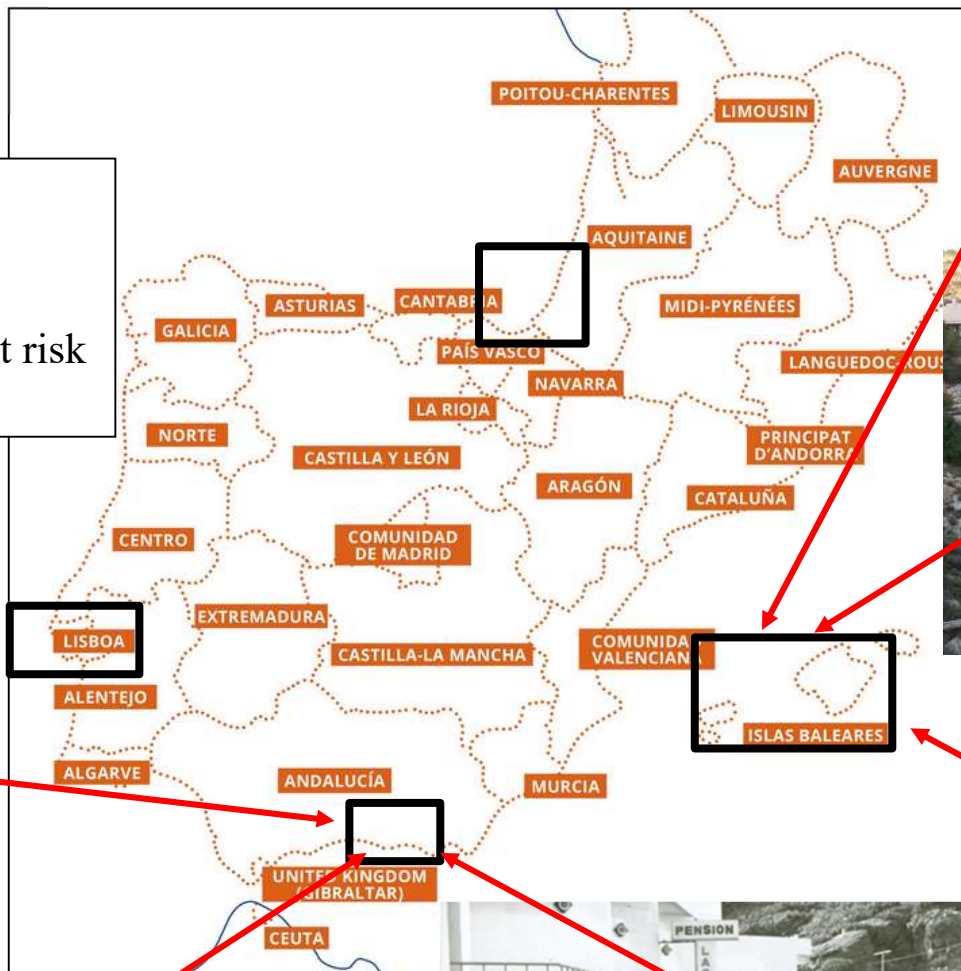 POITOU-CHARENTES
LIMOUSIN
AUVERGNE
AQUITAINE
t risk
ASTURIAS
CANTABRIA
MIDI-PYRÉNÉES
GALICIA
PAÍS VASCO
LANGUEDOC-ROUS
NAVARRA
LA RIOJA
NORTE
PRINCIPAT
D'ANDORRA
CASTILLA Y LEÓN
ARAGÓN
CATALUÑA
CENTRO
COMUNIDAD
DE MADRID
EXTREMADURA
LISBOA
CASTILLA-LA MANCHA
COMUNIDAD
VALENCIANA
ALENTEJO
ISLAS BALEARES
ALGARVE
ANDALUCÍA
MURCIA
UNITED KINGDOM
(GIBRALTAR)
CEUTA
PENSION
LA